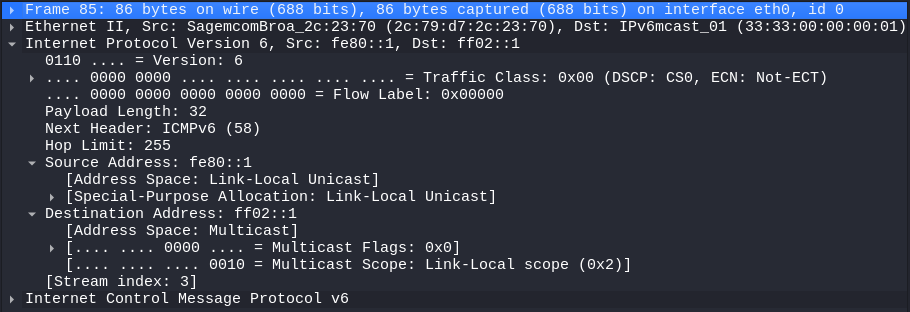 Frame 85: 86 bytes on wire (688 bits), 86 bytes captured (688 bits) on interface eth0, id 0
Ethernet II, Src: SagemcomBroa_2c:23:70 (2c:79:d7:2c:23:70), Dst: IPv6mcast_01 (33:33:00:00:00:01)
Internet Protocol Version 6, Src: fe80::1, Dst: ff02::1
0110 .... = Version: 6
.... 0000 0000 .... .... .... .... .... = Traffic Class: 0x00 (DSCP: CS0, ECN: Not-ECT)
.... 0000 0000 0000 0000 0000 = Flow Label: 0x00000
Payload Length: 32
Next Header: ICMPv6 (58)
Hop Limit: 255
Source Address: fe80::1
[Address Space: Link-Local Unicast]
[Special-Purpose Allocation: Link-Local Unicast]
Destination Address: ff02::1
[Address Space: Multicast]
[.... .... 0000 .... = Multicast Flags: 0x0]
[.... .... .... 0010 = Multicast Scope: Link-Local scope (0x2)]
[Stream index: 3]
Internet Control Message Protocol v6